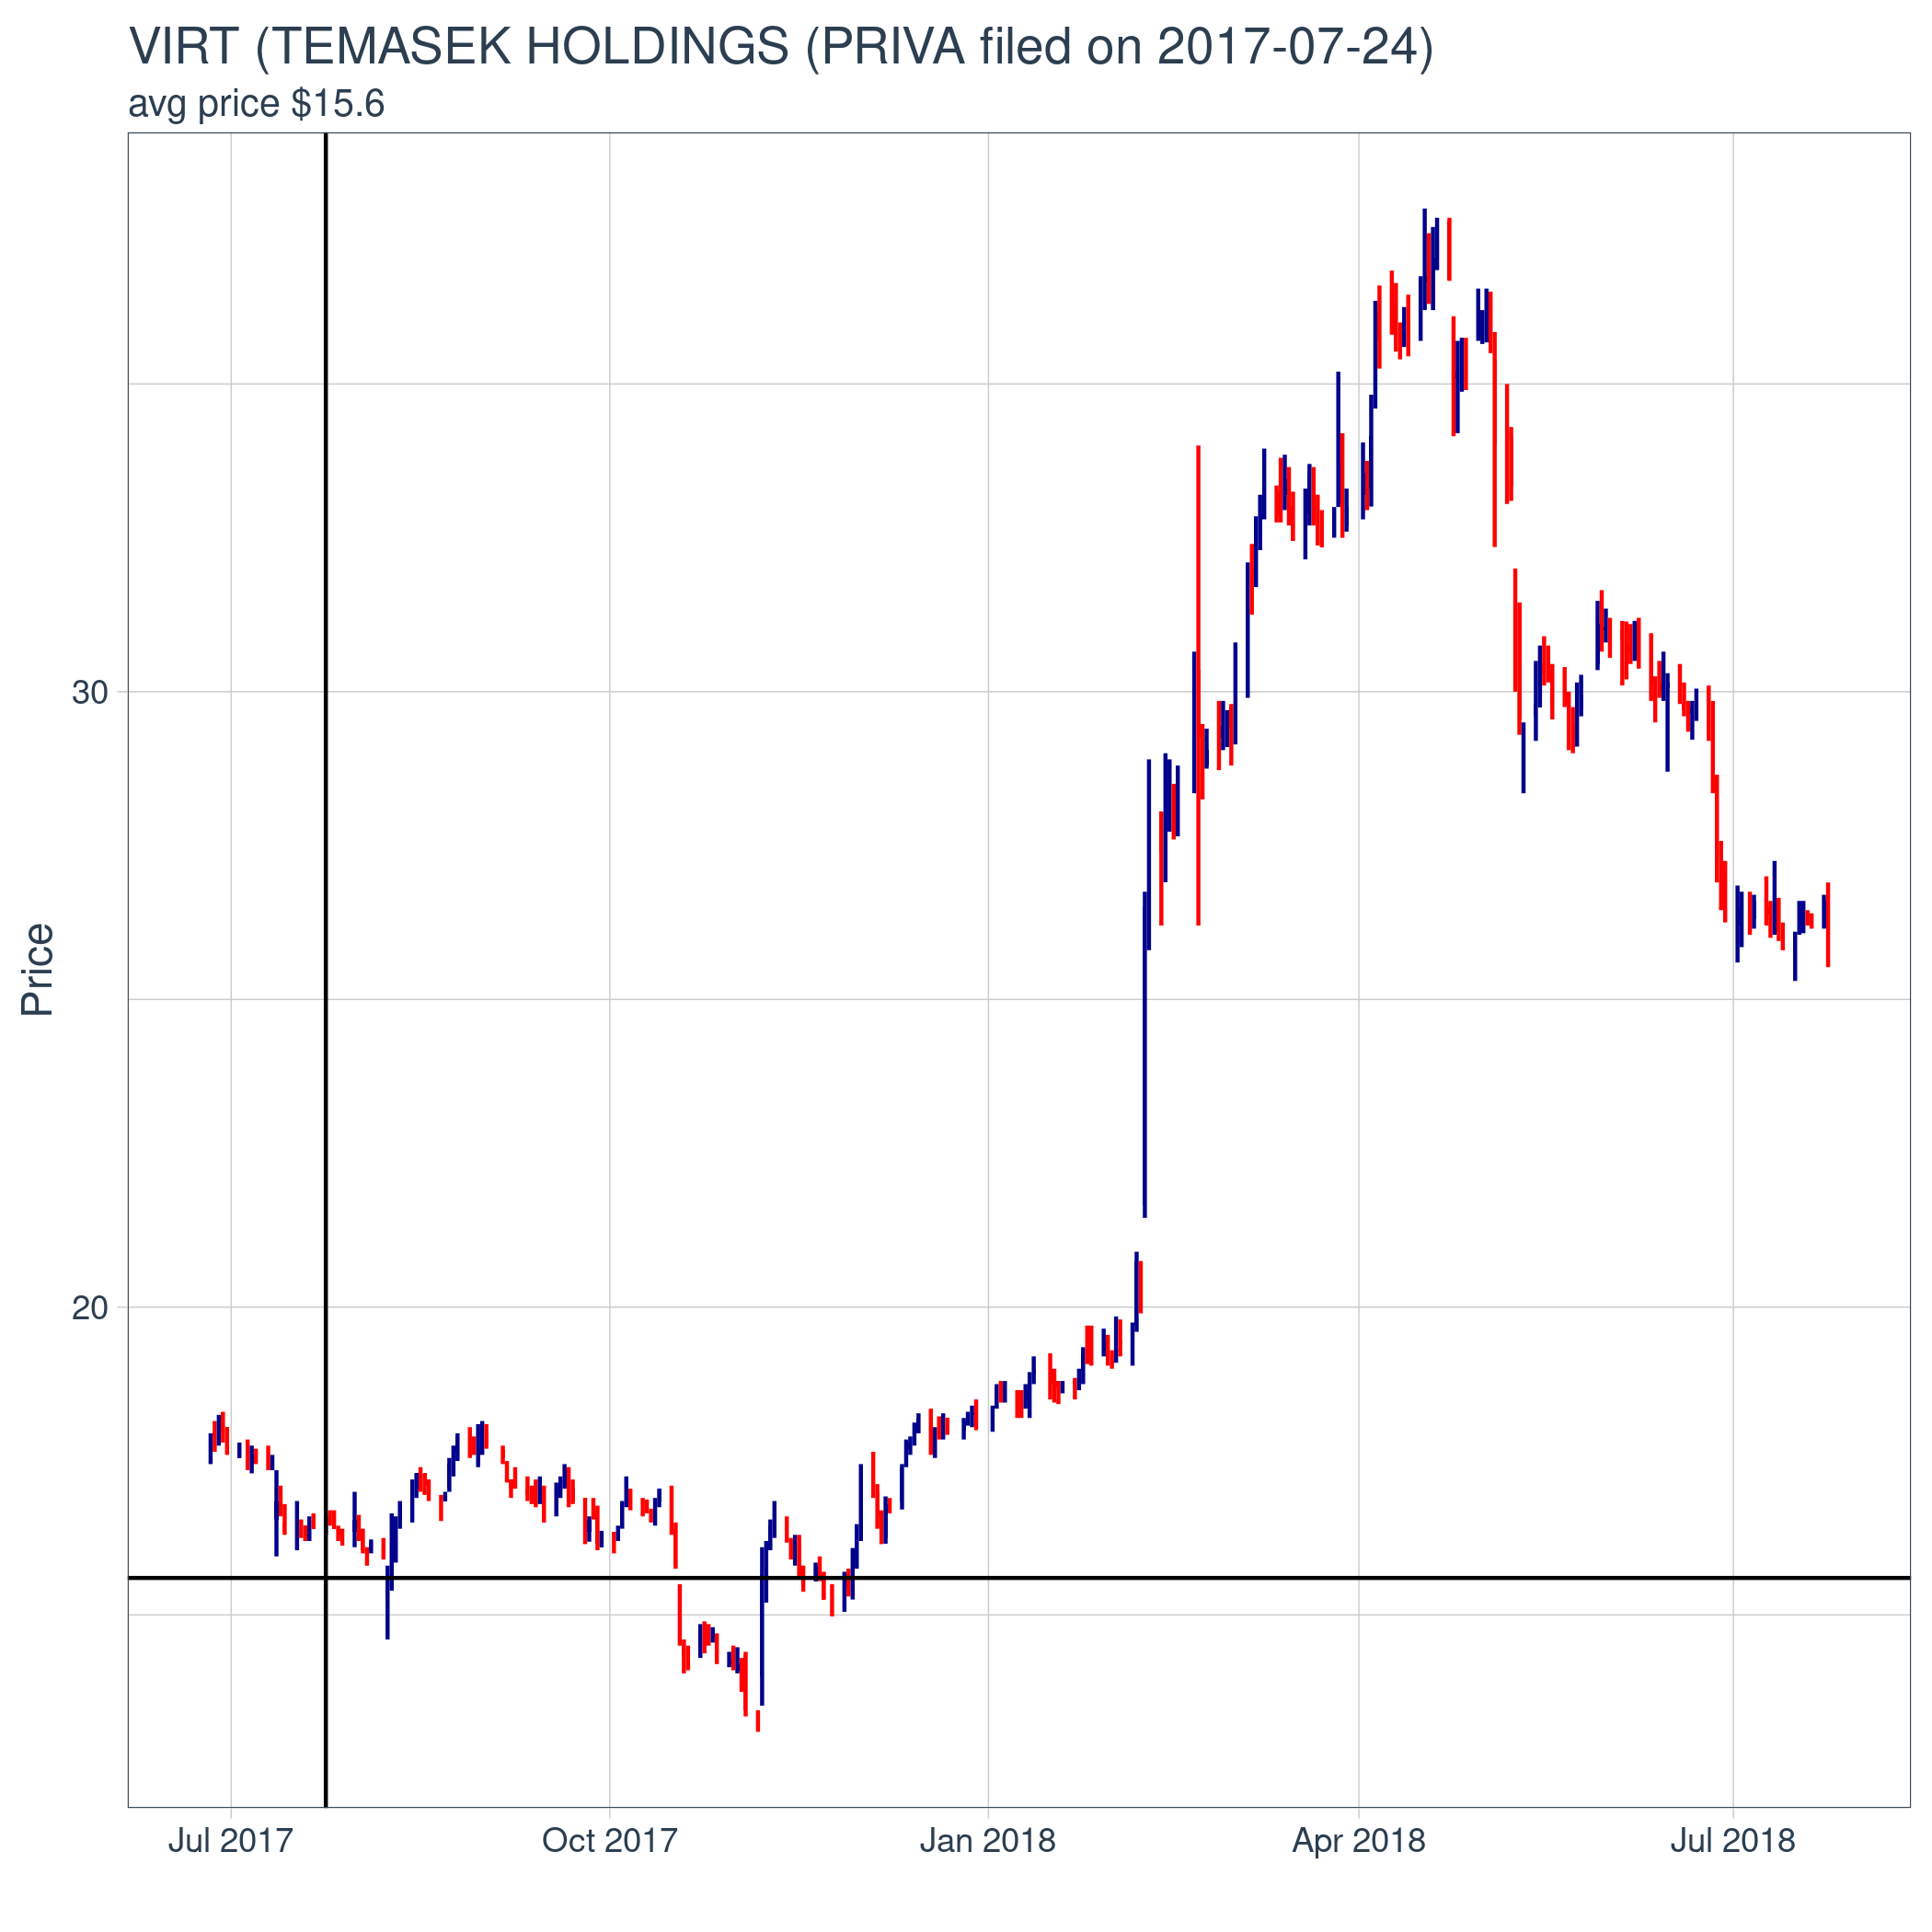 VIRT (TEMASEK HOLDINGS (PRIVA filed on 2017-07-24)
avg price $15.6
Price
30
20
Jul 2017
Oct 2017
Jan 2018
Apr 2018
Jul 2018